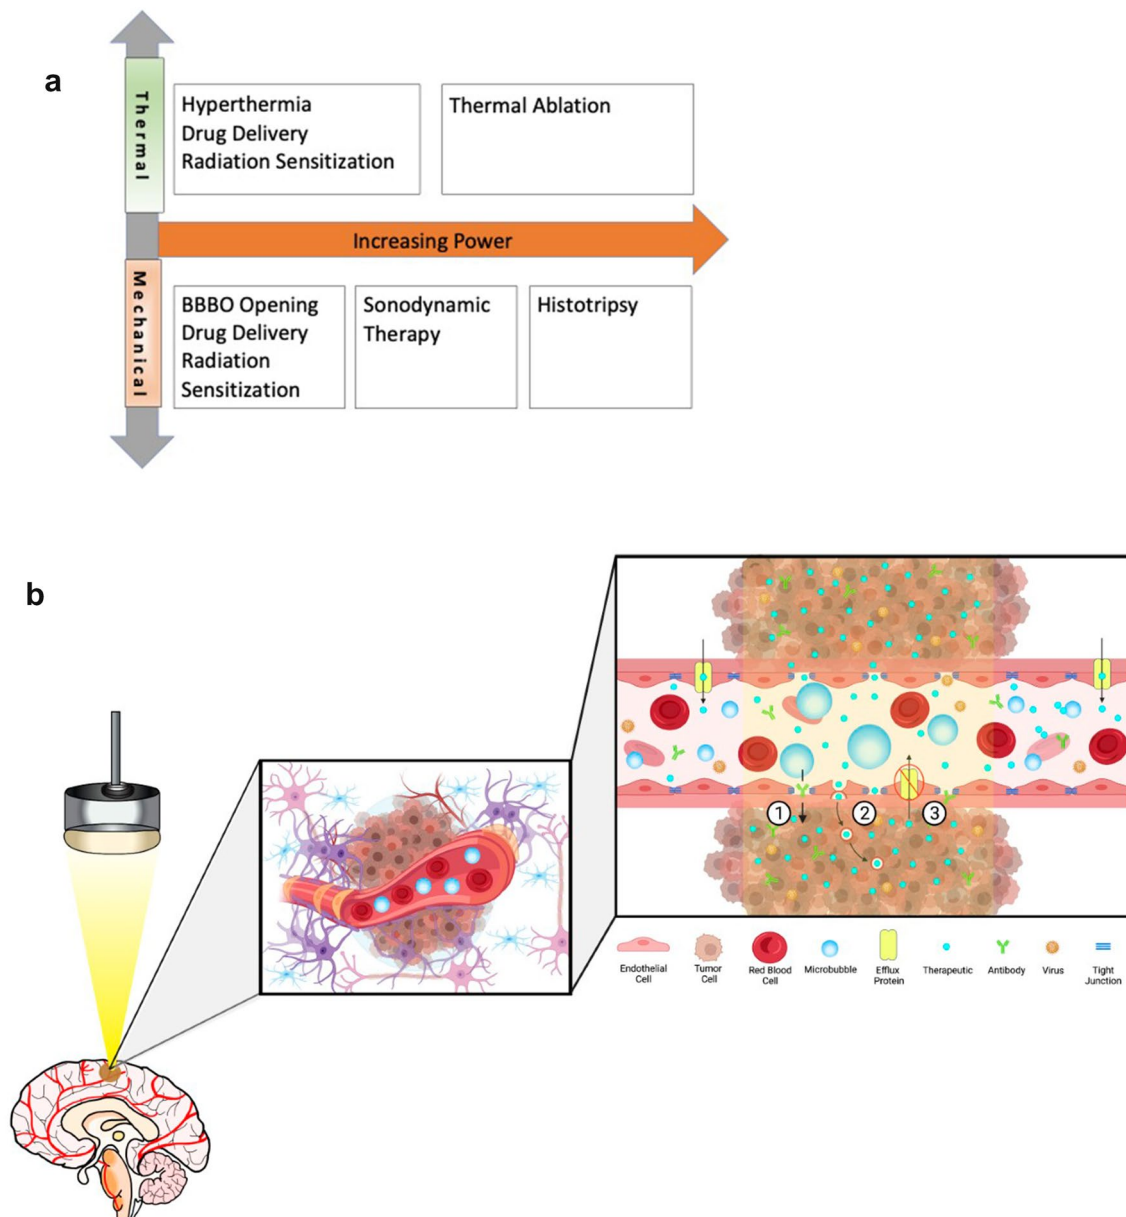 a
Thermal
Hyperthermia
Drug Delivery
Radiation Sensitization
Thermal Ablation
Increasing Power
Mechanical
BBBO Opening
Drug Delivery
Radiation
Sensitization
Sonodynamic
Therapy
Histotripsy
b
1
2
3
Endothelial
Cell
Tumor
Cell
Red Blood
Cell
Microbubble
Efflux
Protein
Therapeutic
Antibody
Virus
Tight
Junction